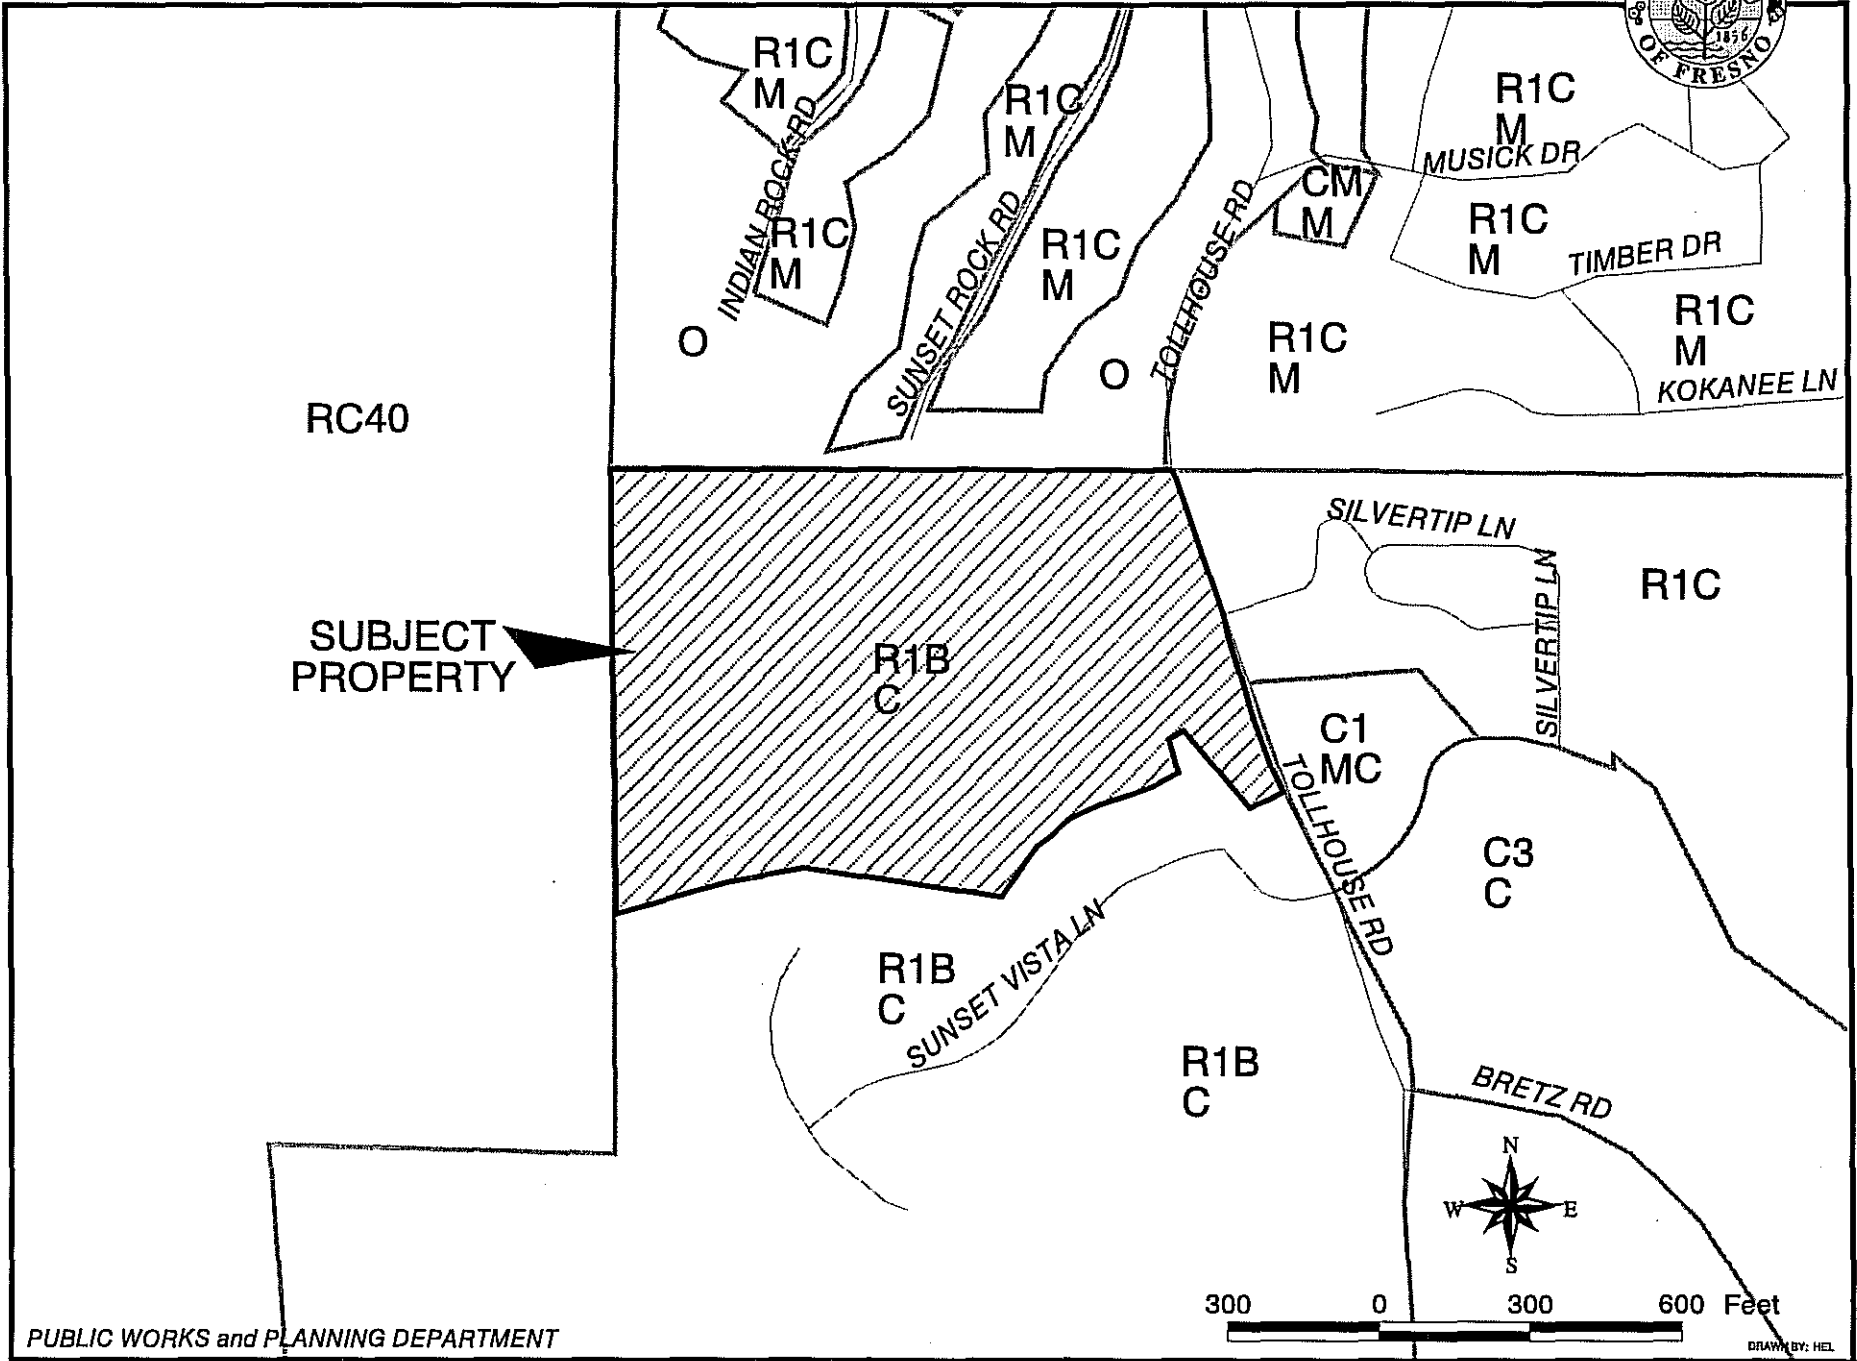 1856
OF FRESNO
R1C
M
R1C
M
R1C
M
INDIAN ROCK RD
R1C
M
SUNSET ROCK RD
R1C
M
TOLLHOUSE RD
CM
M
MUSICK DR
R1C
M
TIMBER DR
O
O
R1C
M
R1C
M
KOKANEE LN
RC40
SILVERTIP LN
SILVERTIP LN
R1C
SUBJECT
PROPERTY
R1B
C
C1
MC
TOLLHOUSE RD
C3
C
R1B
C
SUNSET VISTA LN
R1B
C
BRETZ RD
N
W
E
S
300 0 300 600 Feet
PUBLIC WORKS and PLANNING DEPARTMENT
DRAWN BY: HEL